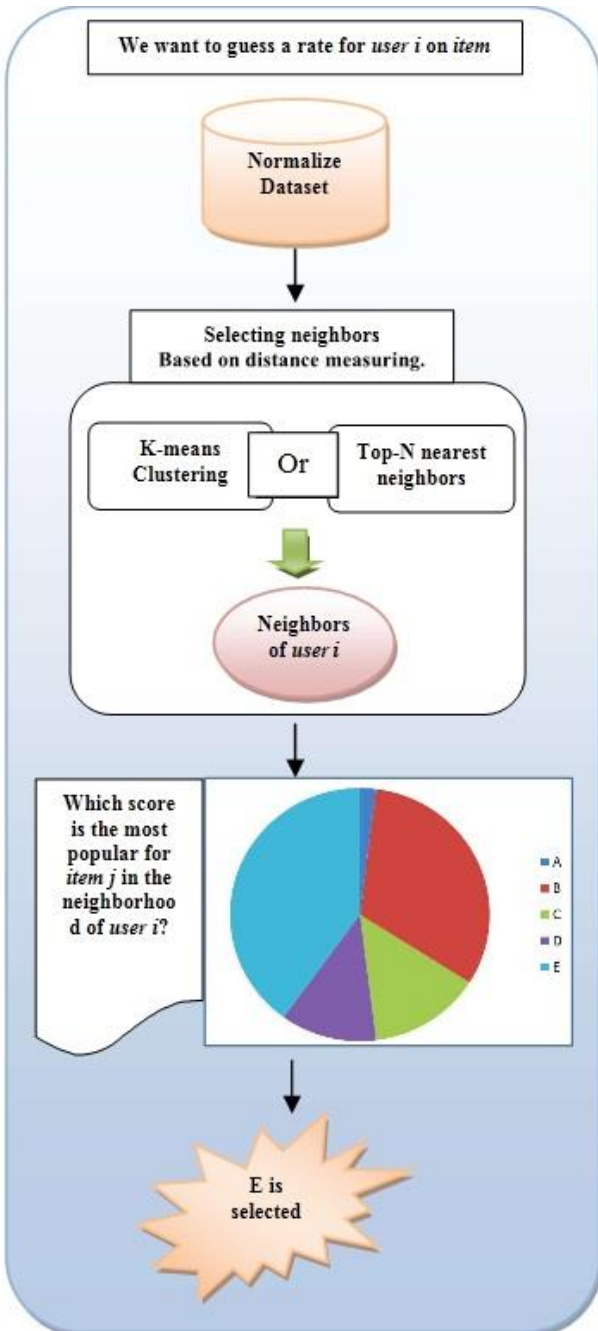 We want to guess a rate for user i on item
Normalize
Dataset
Selecting neighbors
Based on distance measuring.
K-means
Clustering
Or
Top-N nearest
neighbors
Neighbors
of user i
Which score
is the most
popular for
item j in the
neighborhoo
d of user i?
A
B
C
D
E
E is
selected